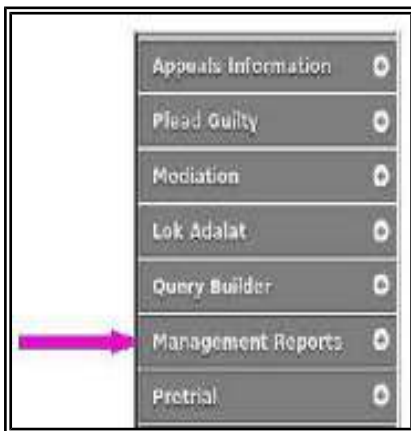 Appeals Information
Plead Guilty
Mediation
Lok Adalat
Query Builder
Management Reports
Pretrial